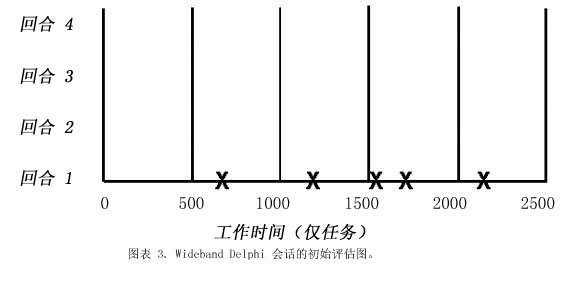 回合 4
回合 3
回合 2
回合 1
X X X X X
0 500 1000 1500 2000 2500
工作时间（仅任务）
图表 3. Wideband Delphi 会话的初始评估图。